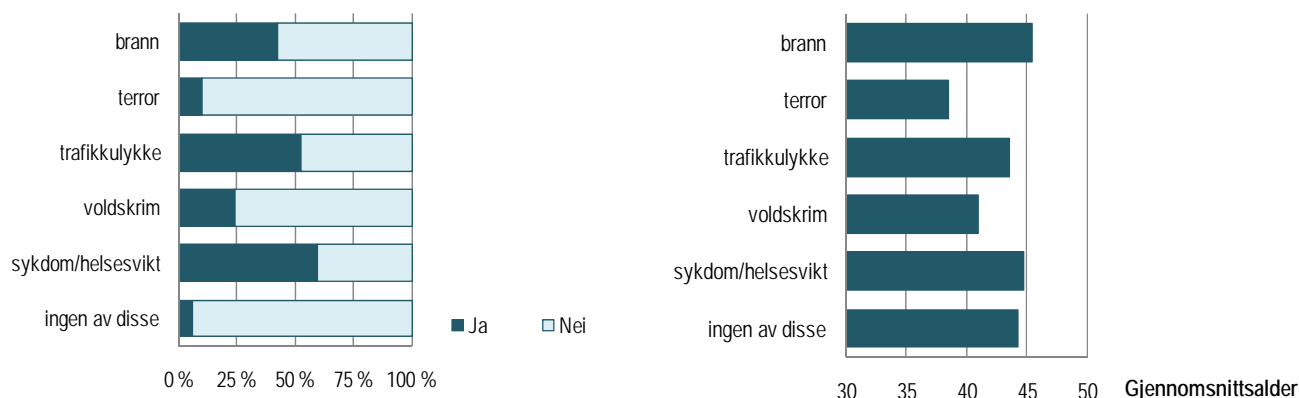 brann
terror
trafikkulykke
voldskrim
sykdom/helsesvikt
ingen av disse
Ja Nei
0 % 25 % 50 % 75 % 100 %
brann
terror
trafikkulykke
voldskrim
sykdom/helsesvikt
ingen av disse
30 35 40 45 50 Gjennomsnittsalder